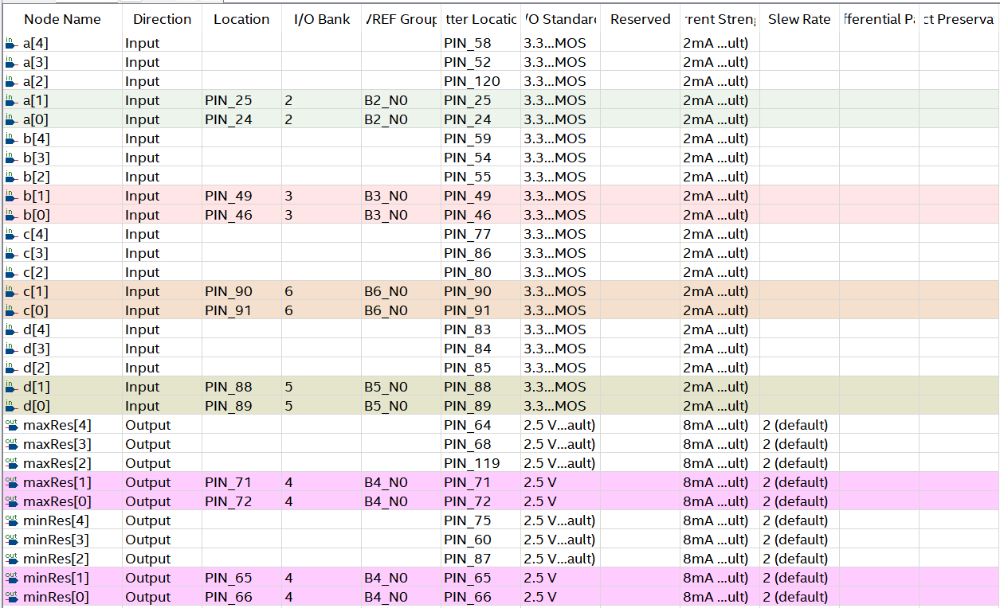 Node Name Direction Location I/O Bank /REF Group tter Locatic /O Standard Reserved rrent Streng Slew Rate fferential Pa ct Preserva
in a[4] Input PIN_58 3.3...MOS 2mA ...ult)
in a[3] Input PIN_52 3.3...MOS 2mA ...ult)
in a[2] Input PIN_120 3.3...MOS 2mA ...ult)
in a[1] Input PIN_25 2 B2_N0 PIN_25 3.3...MOS 2mA ...ult)
in a[0] Input PIN_24 2 B2_N0 PIN_24 3.3...MOS 2mA ...ult)
in b[4] Input PIN_59 3.3...MOS 2mA ...ult)
in b[3] Input PIN_54 3.3...MOS 2mA ...ult)
in b[2] Input PIN_55 3.3...MOS 2mA ...ult)
in b[1] Input PIN_49 3 B3_N0 PIN_49 3.3...MOS 2mA ...ult)
in b[0] Input PIN_46 3 B3_N0 PIN_46 3.3...MOS 2mA ...ult)
in c[4] Input PIN_77 3.3...MOS 2mA ...ult)
in c[3] Input PIN_86 3.3...MOS 2mA ...ult)
in c[2] Input PIN_80 3.3...MOS 2mA ...ult)
in c[1] Input PIN_90 6 B6_N0 PIN_90 3.3...MOS 2mA ...ult)
in c[0] Input PIN_91 6 B6_N0 PIN_91 3.3...MOS 2mA ...ult)
in d[4] Input PIN_83 3.3...MOS 2mA ...ult)
in d[3] Input PIN_84 3.3...MOS 2mA ...ult)
in d[2] Input PIN_85 3.3...MOS 2mA ...ult)
in d[1] Input PIN_88 5 B5_N0 PIN_88 3.3...MOS 2mA ...ult)
in d[0] Input PIN_89 5 B5_N0 PIN_89 3.3...MOS 2mA ...ult)
out maxRes[4] Output PIN_64 2.5 V...ault) 8mA ...ult) 2 (default)
out maxRes[3] Output PIN_68 2.5 V...ault) 8mA ...ult) 2 (default)
out maxRes[2] Output PIN_119 2.5 V...ault) 8mA ...ult) 2 (default)
out maxRes[1] Output PIN_71 4 B4_N0 PIN_71 2.5 V 8mA ...ult) 2 (default)
out maxRes[0] Output PIN_72 4 B4_N0 PIN_72 2.5 V 8mA ...ult) 2 (default)
out minRes[4] Output PIN_75 2.5 V...ault) 8mA ...ult) 2 (default)
out minRes[3] Output PIN_60 2.5 V...ault) 8mA ...ult) 2 (default)
out minRes[2] Output PIN_87 2.5 V...ault) 8mA ...ult) 2 (default)
out minRes[1] Output PIN_65 4 B4_N0 PIN_65 2.5 V 8mA ...ult) 2 (default)
out minRes[0] Output PIN_66 4 B4_N0 PIN_66 2.5 V 8mA ...ult) 2 (default)